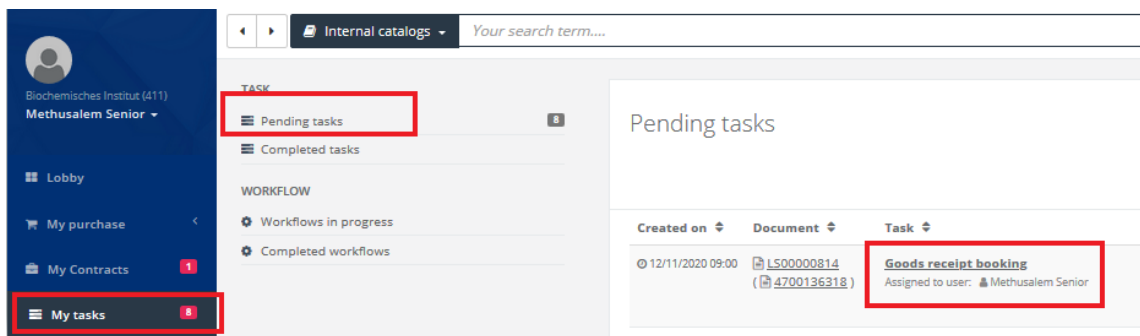 Internal catalogs
Your search term....
Biochemisches Institut (411)
Methusalem Senior
Lobby
My purchase
My Contracts 1
My tasks 8
TASK
Pending tasks 8
Completed tasks
WORKFLOW
Workflows in progress
Completed workflows
Pending tasks
Created on Document Task
12/11/2020 09:00 LS00000814 Goods receipt booking
( 4700136318 ) Assigned to user: Methusalem Senior